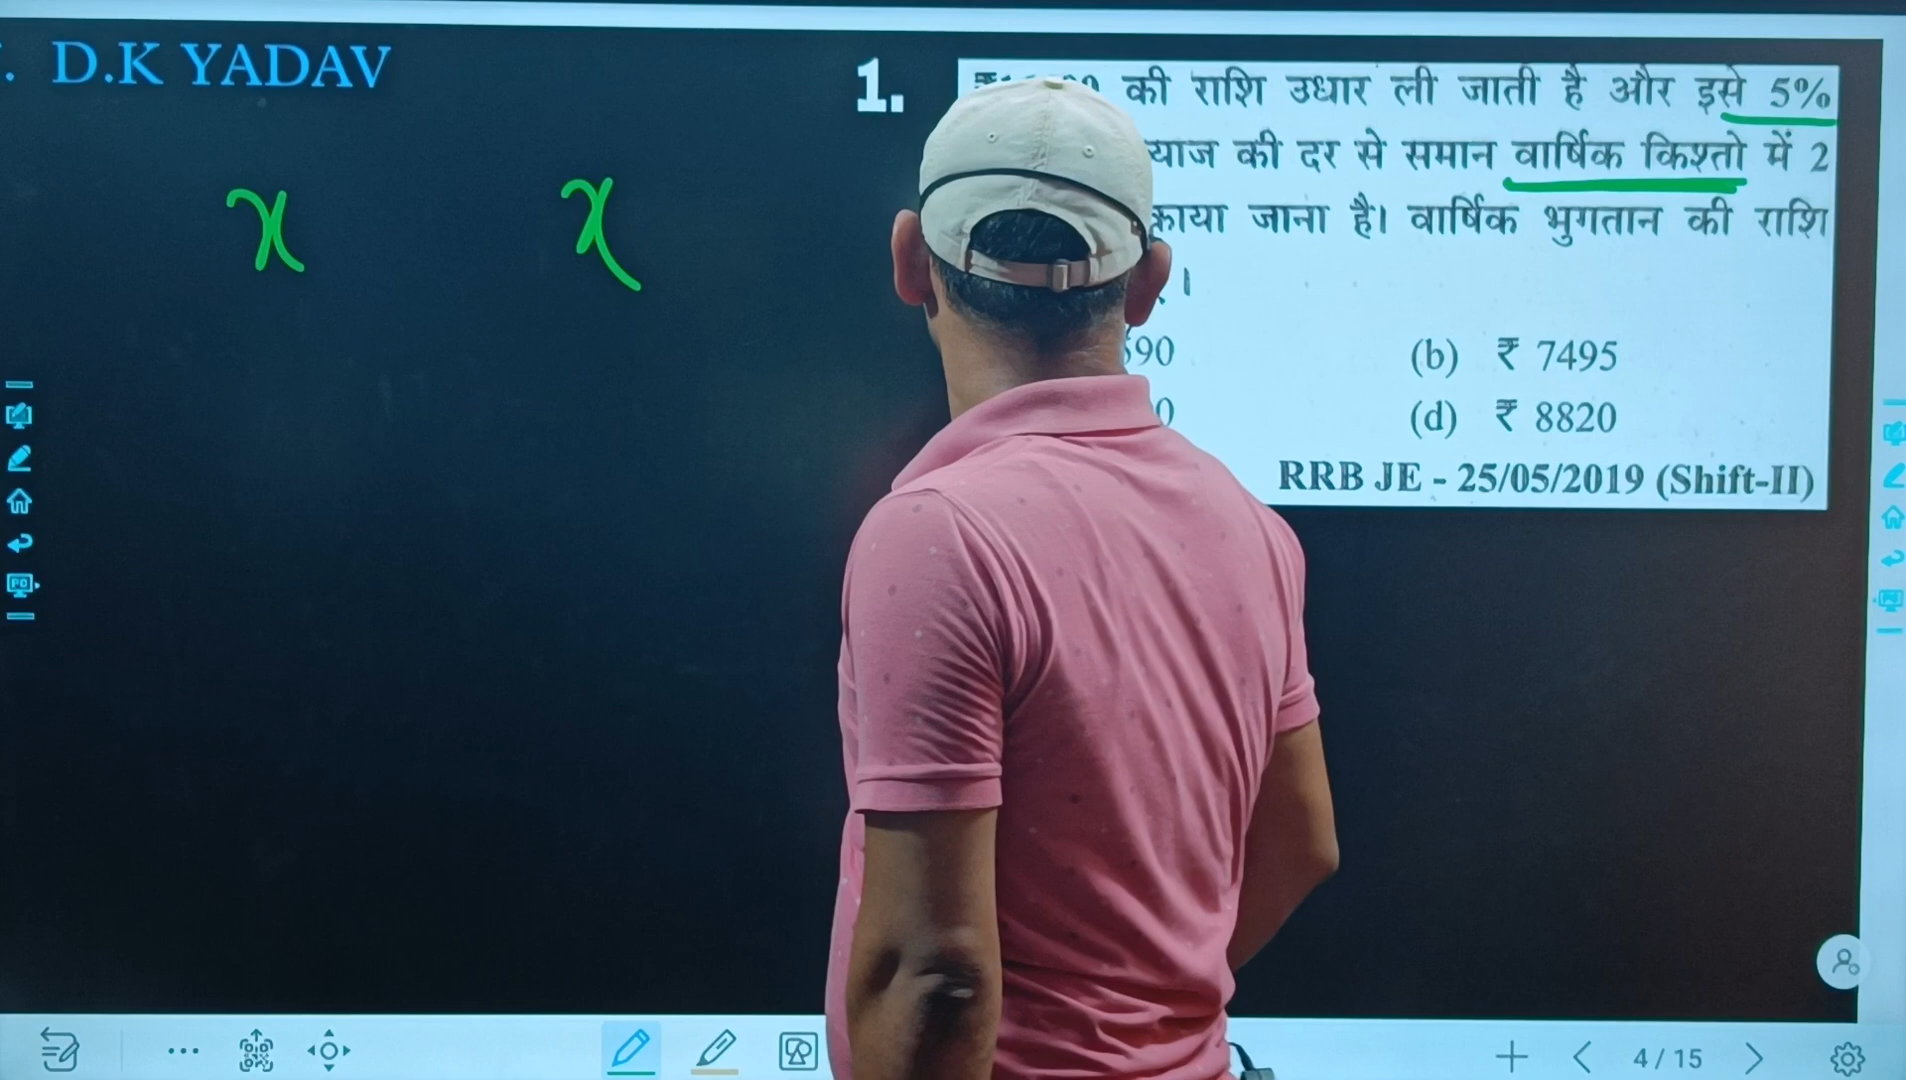 . D.K YADAV
x x
1.
की राशि उधार ली जाती है और इसे 5%
की दर से समान वार्षिक किश्तो में 2
जाना है। वार्षिक भुगतान की राशि
।
90 (b) ₹ 7495
0 (d) ₹ 8820
RRB JE - 25/05/2019 (Shift-II)
4 / 15